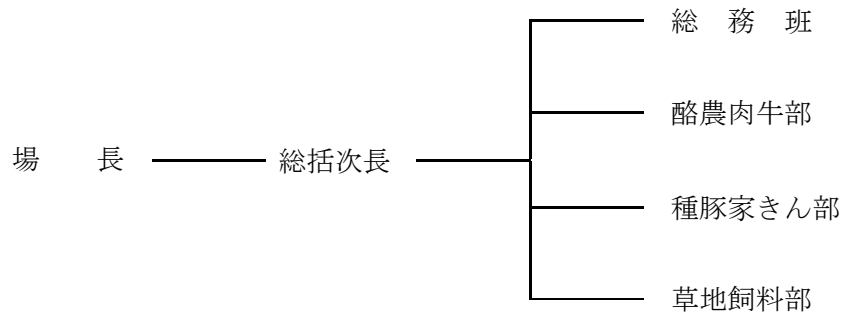 総　務　班
酪農肉牛部
場　　長
総括次長
種豚家きん部
草地飼料部